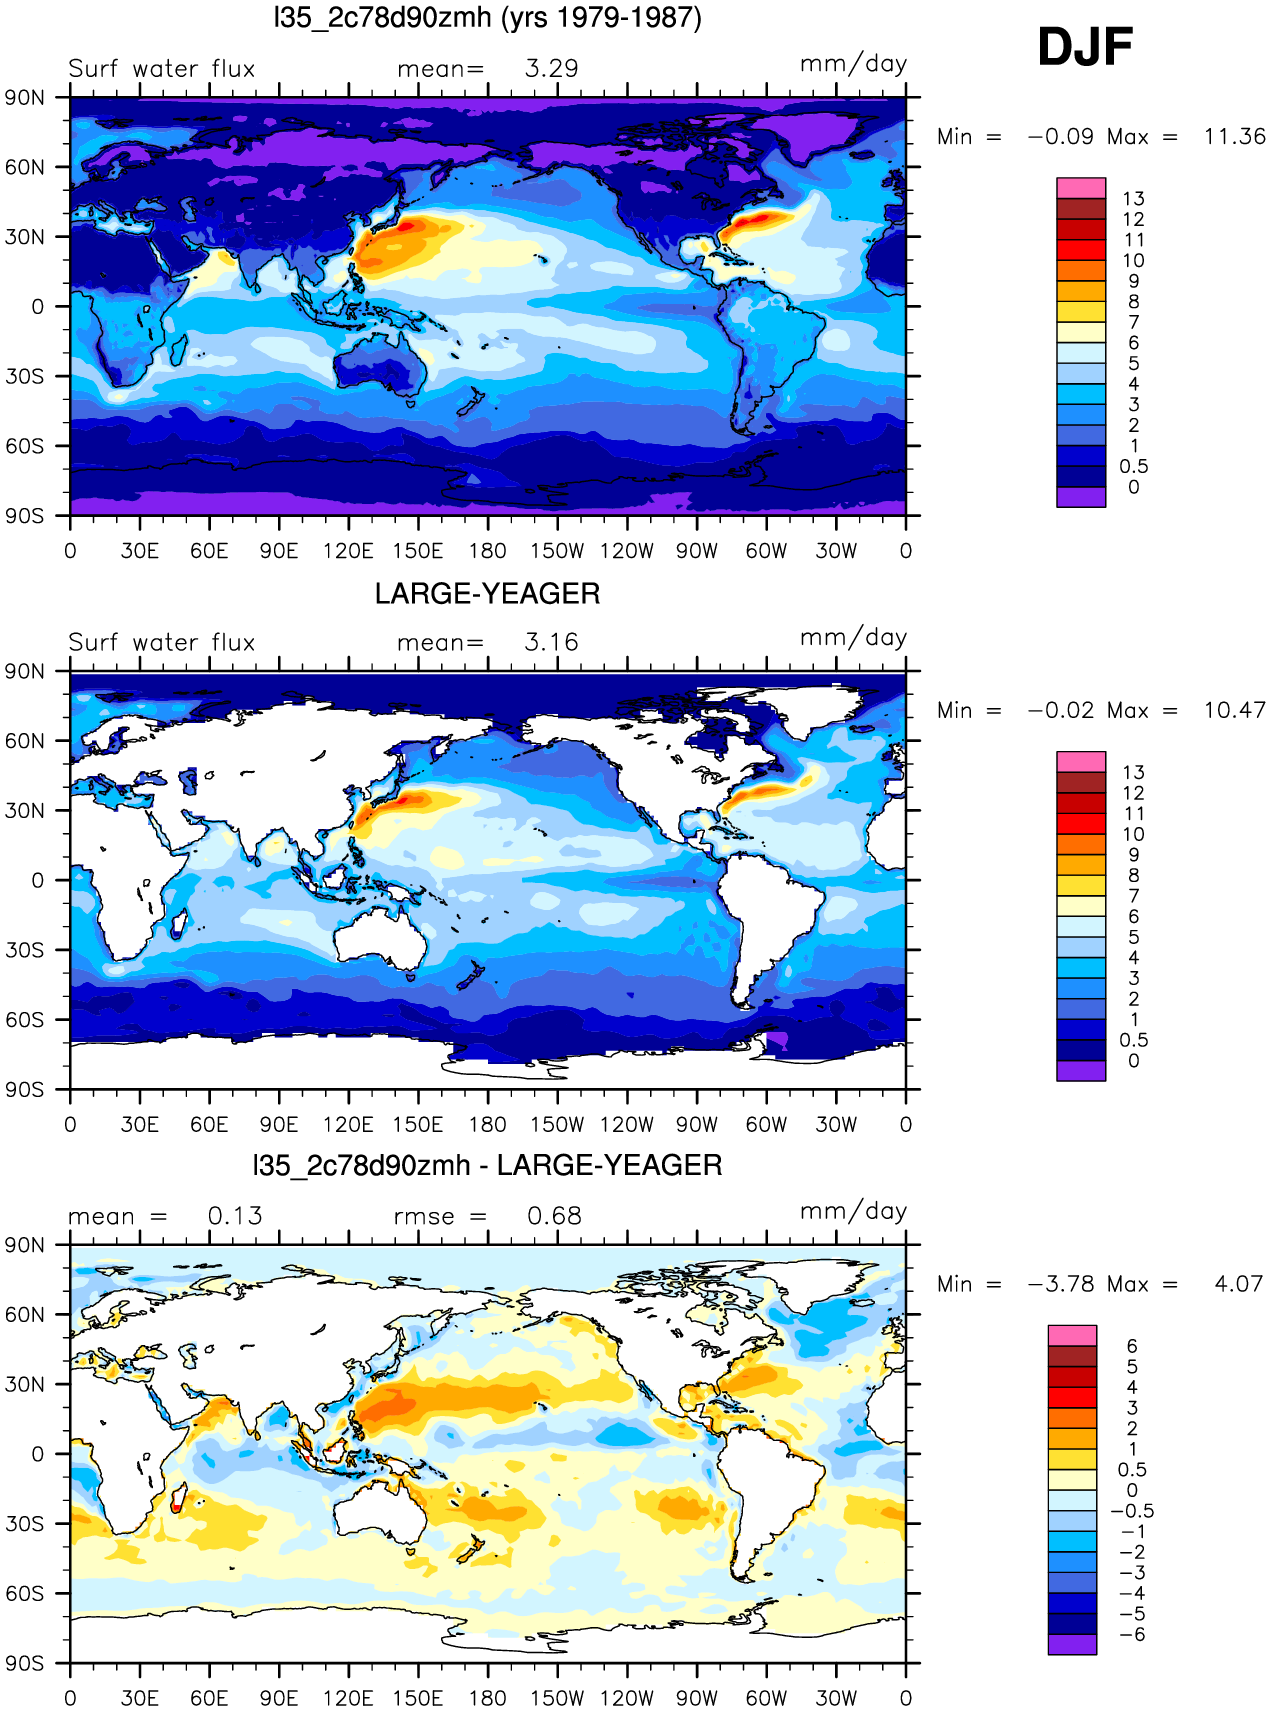 l35_2c78d90zmh (yrs 1979-1987)
DJF
Surf water flux mean= 3.29 mm/day
Min = −0.09 Max = 11.36
90N
60N
30N
0
30S
60S
90S
0 30E 60E 90E 120E 150E 180 150W 120W 90W 60W 30W 0
13
12
11
10
9
8
7
6
5
4
3
2
1
0.5
0
LARGE-YEAGER
Surf water flux mean= 3.16 mm/day
Min = −0.02 Max = 10.47
90N
60N
30N
0
30S
60S
90S
0 30E 60E 90E 120E 150E 180 150W 120W 90W 60W 30W 0
13
12
11
10
9
8
7
6
5
4
3
2
1
0.5
0
l35_2c78d90zmh - LARGE-YEAGER
mean = 0.13 rmse = 0.68 mm/day
Min = −3.78 Max = 4.07
90N
60N
30N
0
30S
60S
90S
0 30E 60E 90E 120E 150E 180 150W 120W 90W 60W 30W 0
6
5
4
3
2
1
0.5
0
−0.5
−1
−2
−3
−4
−5
−6